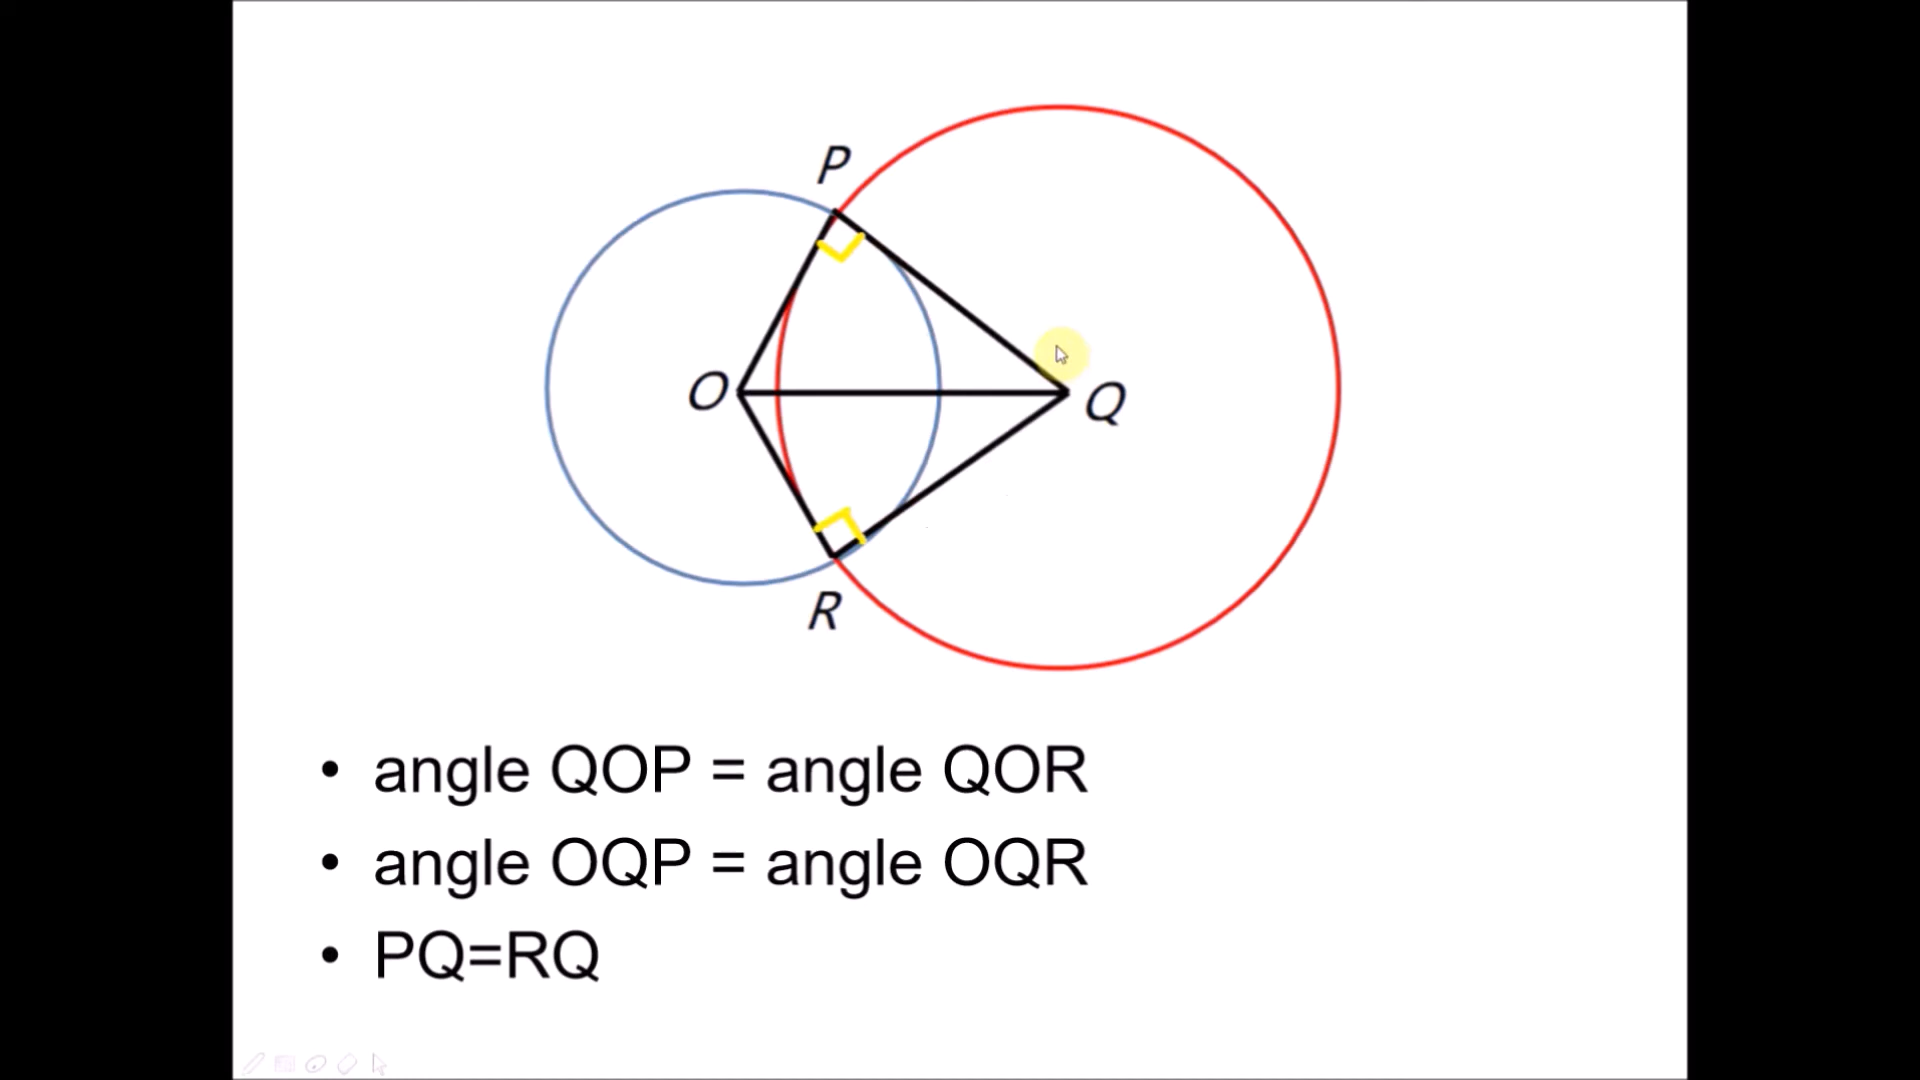 P
O
Q
R
• angle QOP = angle QOR
• angle OQP = angle OQR
• PQ=RQ